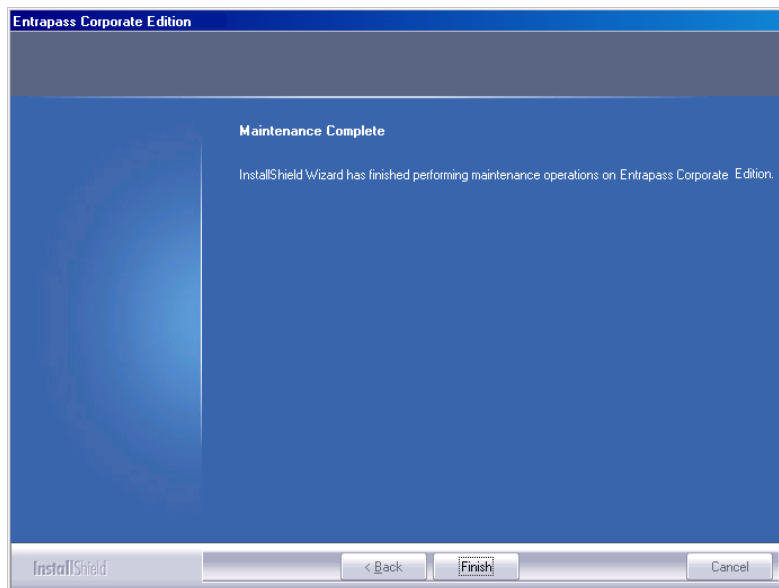 Entrapass Corporate Edition
Maintenance Complete
InstallShield Wizard has finished performing maintenance operations on Entrapass Corporate Edition.
InstallShield
< Back
Finish
Cancel